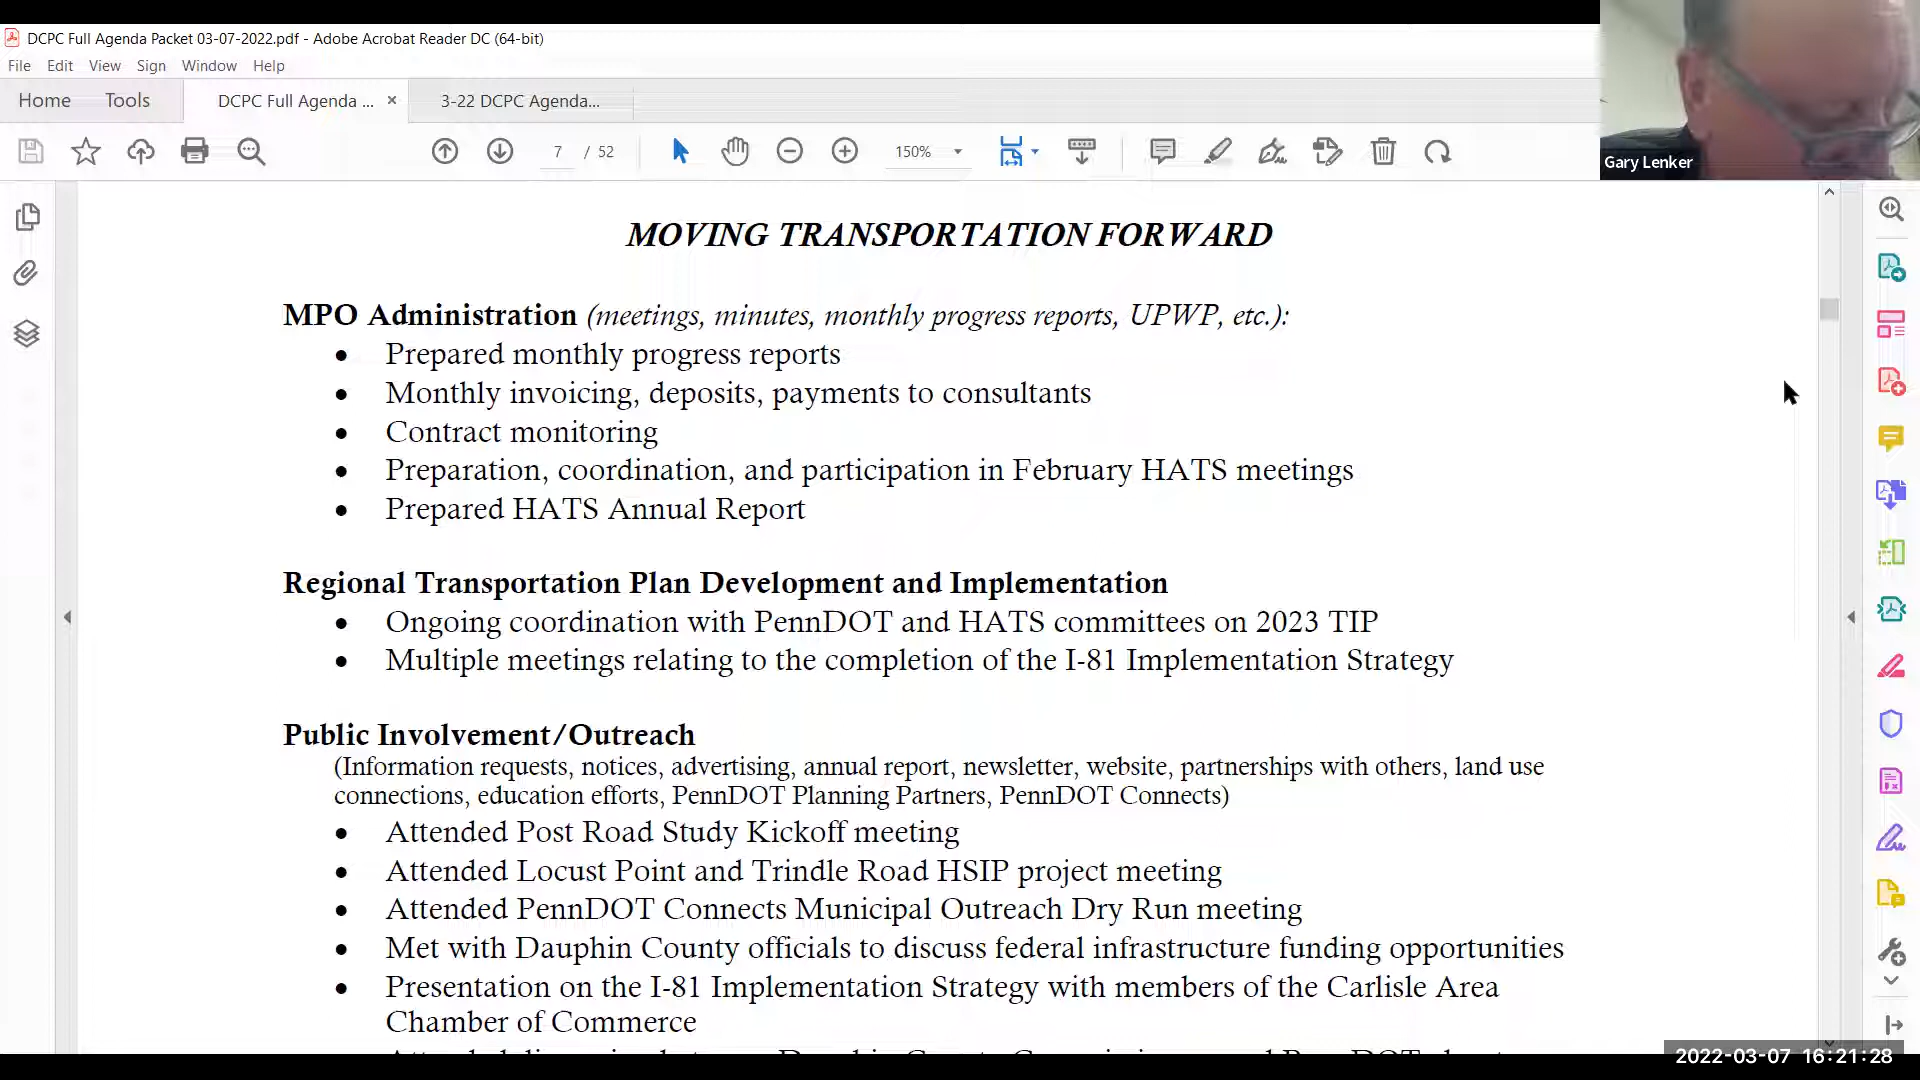 DCPC Full Agenda Packet 03-07-2022.pdf - Adobe Acrobat Reader DC (64-bit)
File Edit View Sign Window Help
Home Tools DCPC Full Agenda ... × 3-22 DCPC Agenda...
7 / 52 150%
Gary Lenker
MOVING TRANSPORTATION FORWARD
MPO Administration (meetings, minutes, monthly progress reports, UPWP, etc.):
• Prepared monthly progress reports
• Monthly invoicing, deposits, payments to consultants
• Contract monitoring
• Preparation, coordination, and participation in February HATS meetings
• Prepared HATS Annual Report
Regional Transportation Plan Development and Implementation
• Ongoing coordination with PennDOT and HATS committees on 2023 TIP
• Multiple meetings relating to the completion of the I-81 Implementation Strategy
Public Involvement/Outreach
(Information requests, notices, advertising, annual report, newsletter, website, partnerships with others, land use
connections, education efforts, PennDOT Planning Partners, PennDOT Connects)
• Attended Post Road Study Kickoff meeting
• Attended Locust Point and Trindle Road HSIP project meeting
• Attended PennDOT Connects Municipal Outreach Dry Run meeting
• Met with Dauphin County officials to discuss federal infrastructure funding opportunities
• Presentation on the I-81 Implementation Strategy with members of the Carlisle Area
Chamber of Commerce
2022-03-07 16:21:28